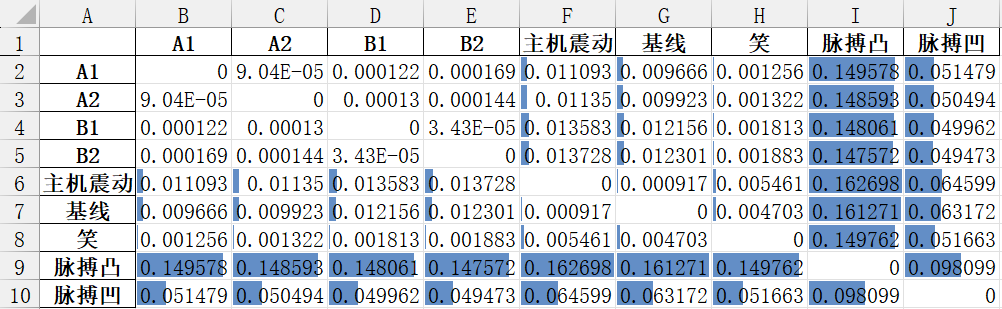 A B C D E F G H I J
1 A1 A2 B1 B2 主机震动 基线 笑 脉搏凸 脉搏凹
2 A1 0 9.04E-05 0.000122 0.000169 0.011093 0.009666 0.001256 0.149578 0.051479
3 A2 9.04E-05 0 0.00013 0.000144 0.01135 0.009923 0.001322 0.148593 0.050494
4 B1 0.000122 0.00013 0 3.43E-05 0.013583 0.012156 0.001813 0.148061 0.049962
5 B2 0.000169 0.000144 3.43E-05 0 0.013728 0.012301 0.001883 0.147572 0.049473
6 主机震动 0.011093 0.01135 0.013583 0.013728 0 0.000917 0.005461 0.162698 0.064599
7 基线 0.009666 0.009923 0.012156 0.012301 0.000917 0 0.004703 0.161271 0.063172
8 笑 0.001256 0.001322 0.001813 0.001883 0.005461 0.004703 0 0.149762 0.051663
9 脉搏凸 0.149578 0.148593 0.148061 0.147572 0.162698 0.161271 0.149762 0 0.098099
10 脉搏凹 0.051479 0.050494 0.049962 0.049473 0.064599 0.063172 0.051663 0.098099 0